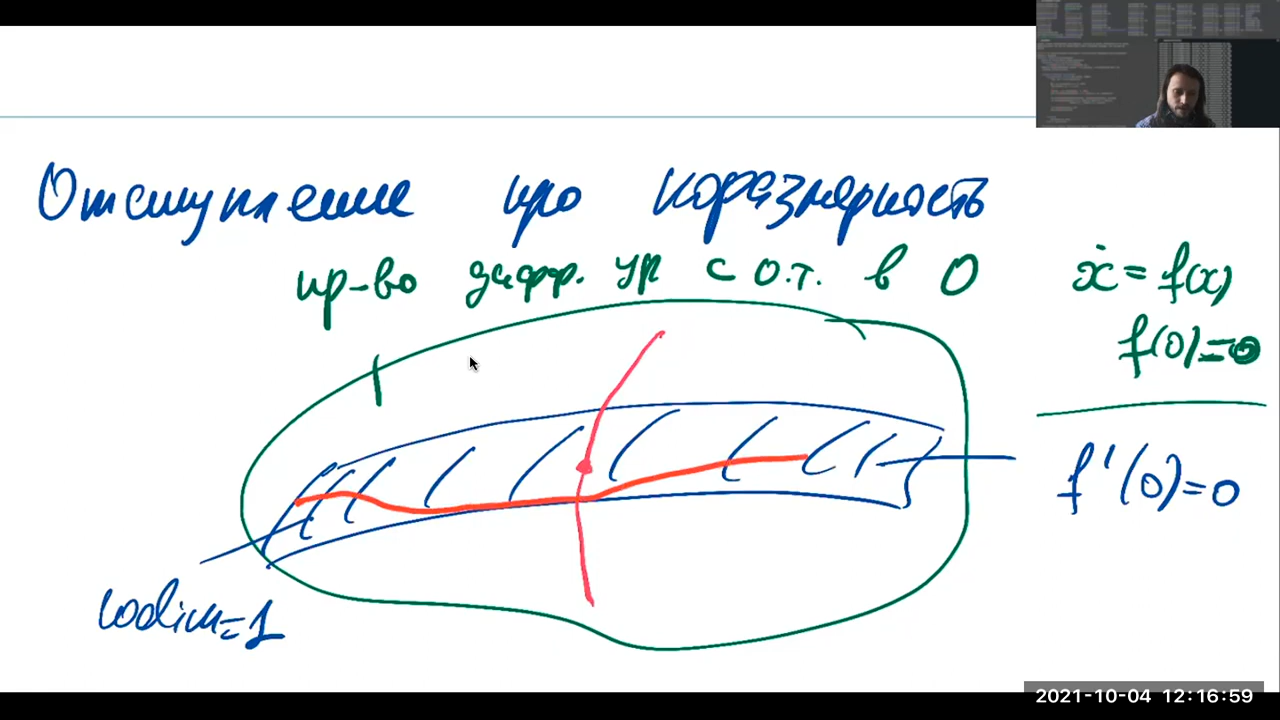 Отступление про коразмерность
пр-во дифф. ур с о.т. в 0
ẋ = f(x)
f(0)=0
f'(0)=0
codim=1
2021-10-04 12:16:59